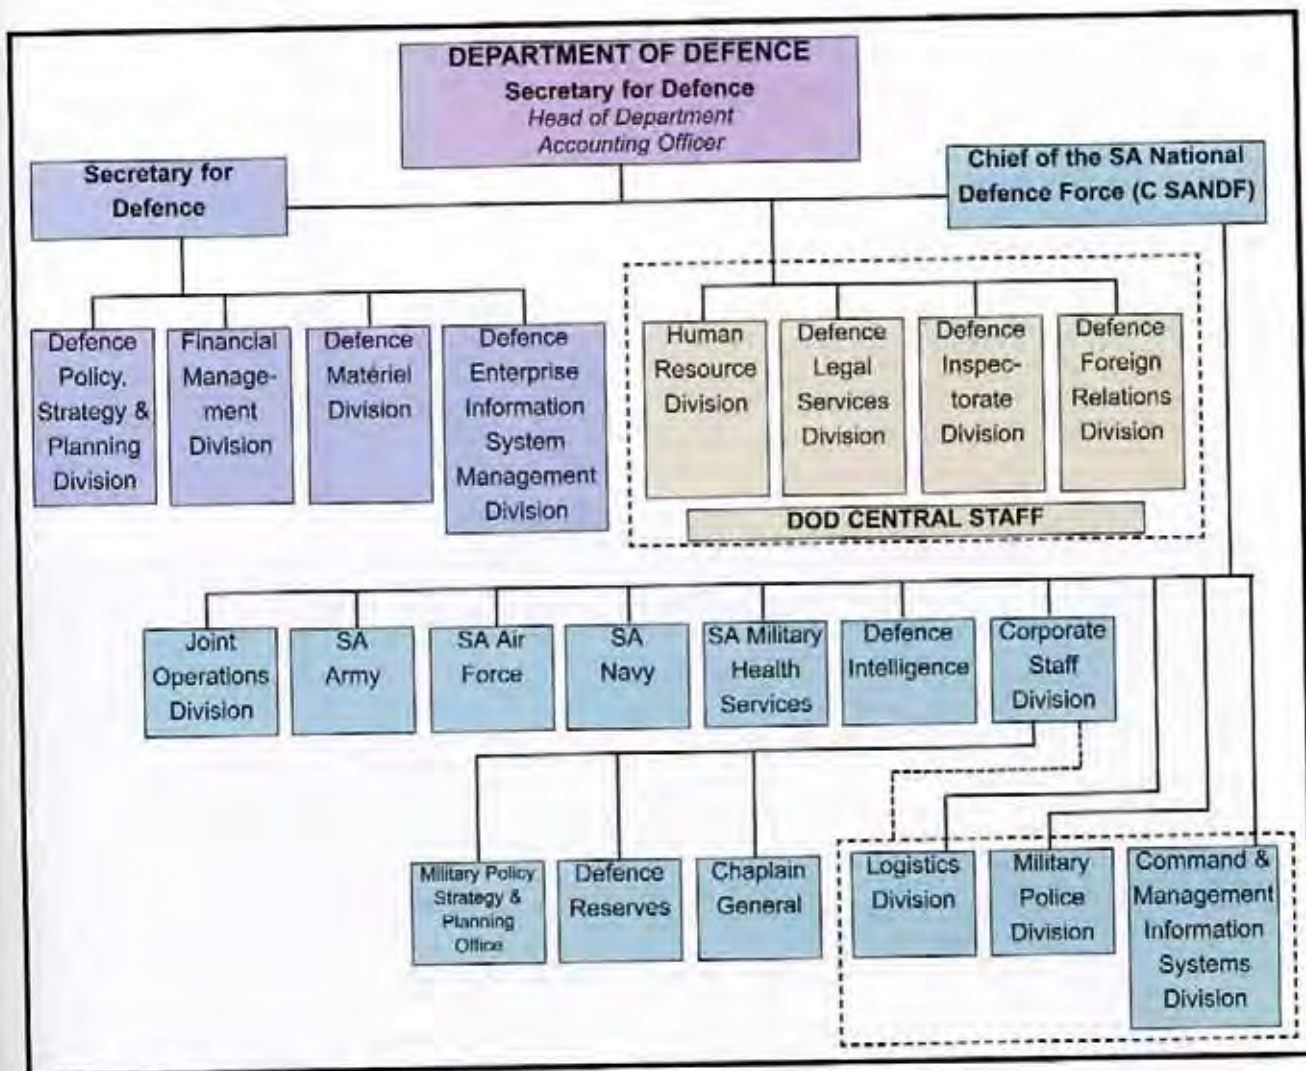 DEPARTMENT OF DEFENCE
Secretary for Defence
Head of Department
Accounting Officer
Secretary for
Defence
Chief of the SA National
Defence Force (C SANDF)
Defence
Policy,
Strategy &
Planning
Division
Financial
Manage-
ment
Division
Defence
Matériel
Division
Defence
Enterprise
Information
System
Management
Division
Human
Resource
Division
Defence
Legal
Services
Division
Defence
Inspec-
torate
Division
Defence
Foreign
Relations
Division
DOD CENTRAL STAFF
Joint
Operations
Division
SA
Army
SA Air
Force
SA
Navy
SA Military
Health
Services
Defence
Intelligence
Corporate
Staff
Division
Military Policy
Strategy &
Planning
Office
Defence
Reserves
Chaplain
General
Logistics
Division
Military
Police
Division
Command &
Management
Information
Systems
Division